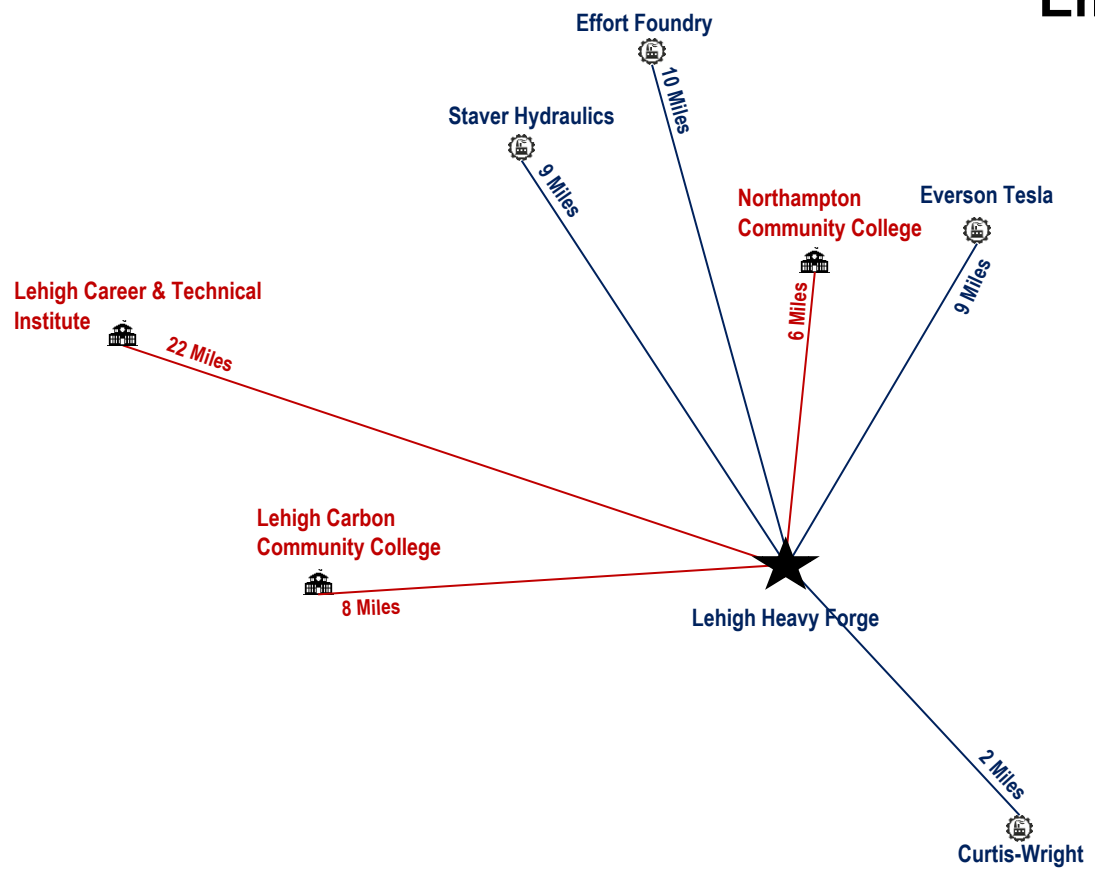 Effort Foundry
10 Miles
Staver Hydraulics
9 Miles
Northampton
Community College
6 Miles
Everson Tesla
9 Miles
Lehigh Career & Technical
Institute
22 Miles
Lehigh Carbon
Community College
8 Miles
Lehigh Heavy Forge
2 Miles
Curtis-Wright